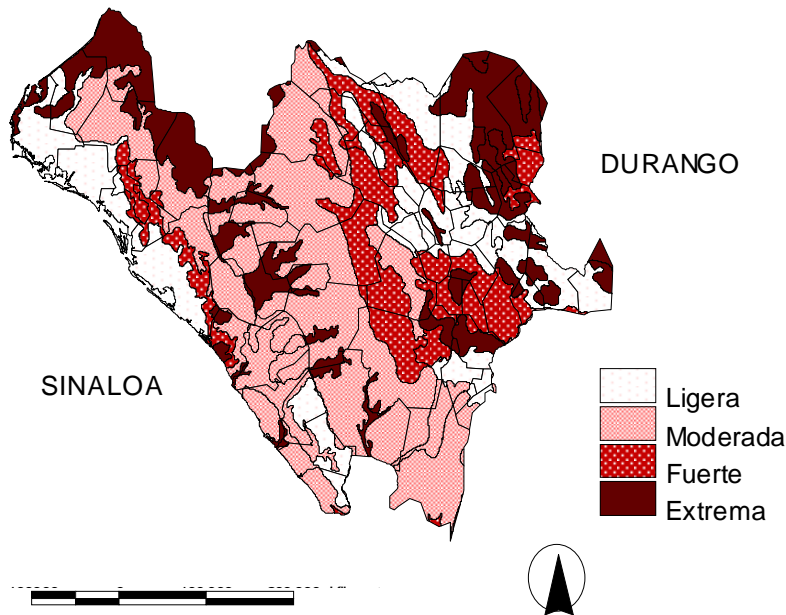 DURANGO
SINALOA
Ligera
Moderada
Fuerte
Extrema